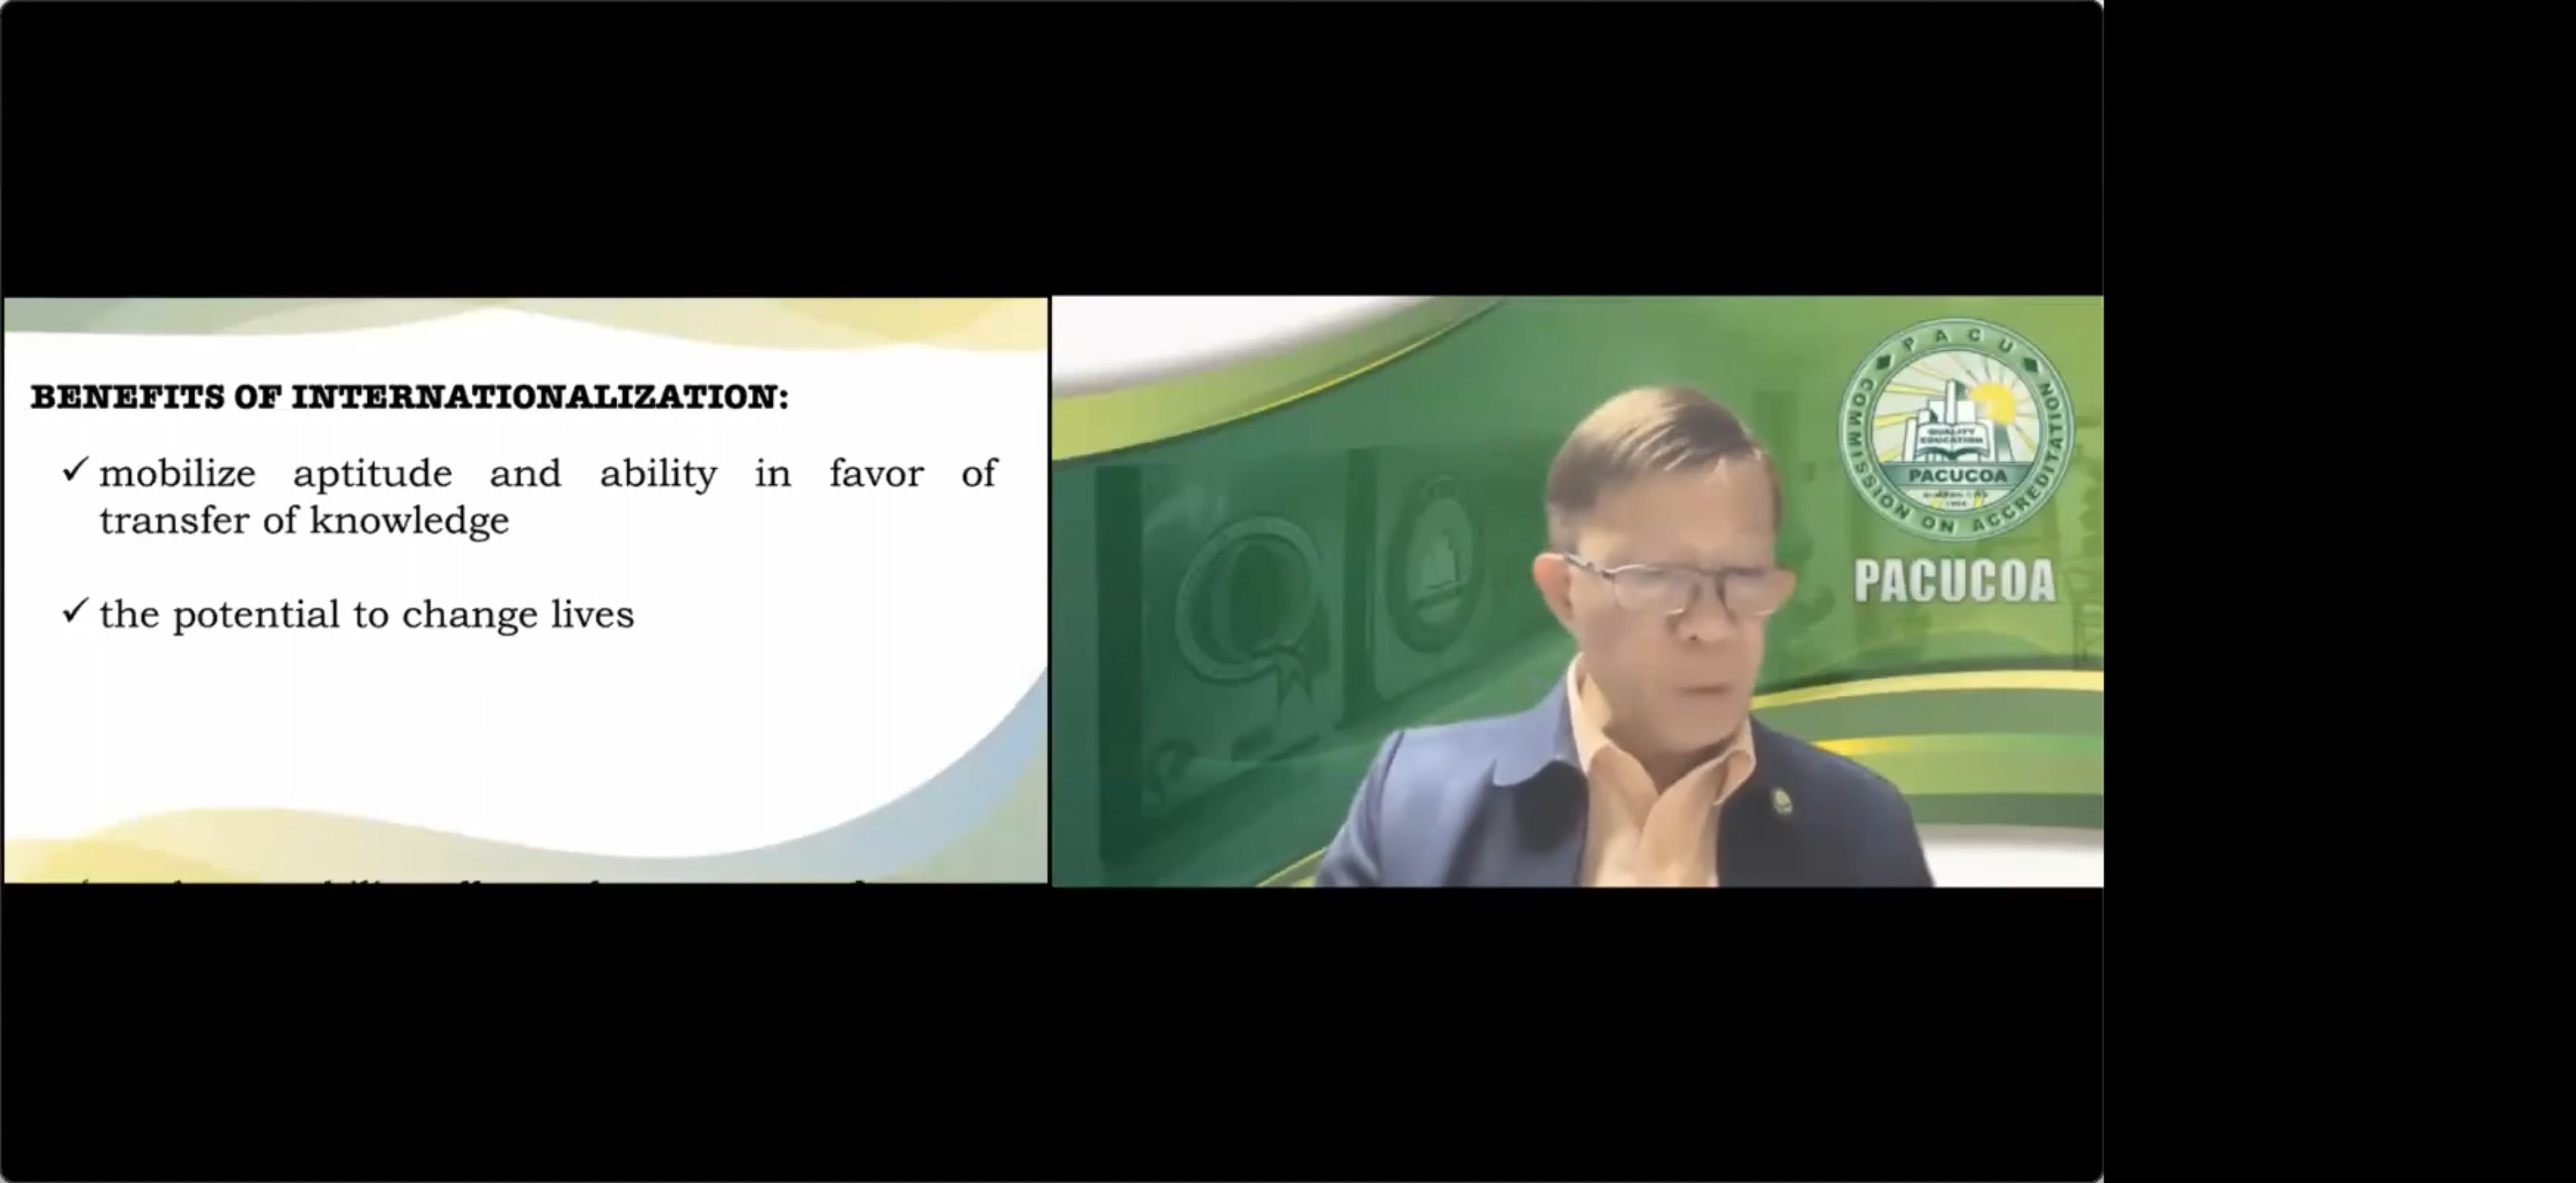 BENEFITS OF INTERNATIONALIZATION:
✓ mobilize aptitude and ability in favor of
transfer of knowledge
✓ the potential to change lives
PACU
COMMISSION ON ACCREDITATION
QUALITY
EDUCATION
PACUCOA
PACUCOA